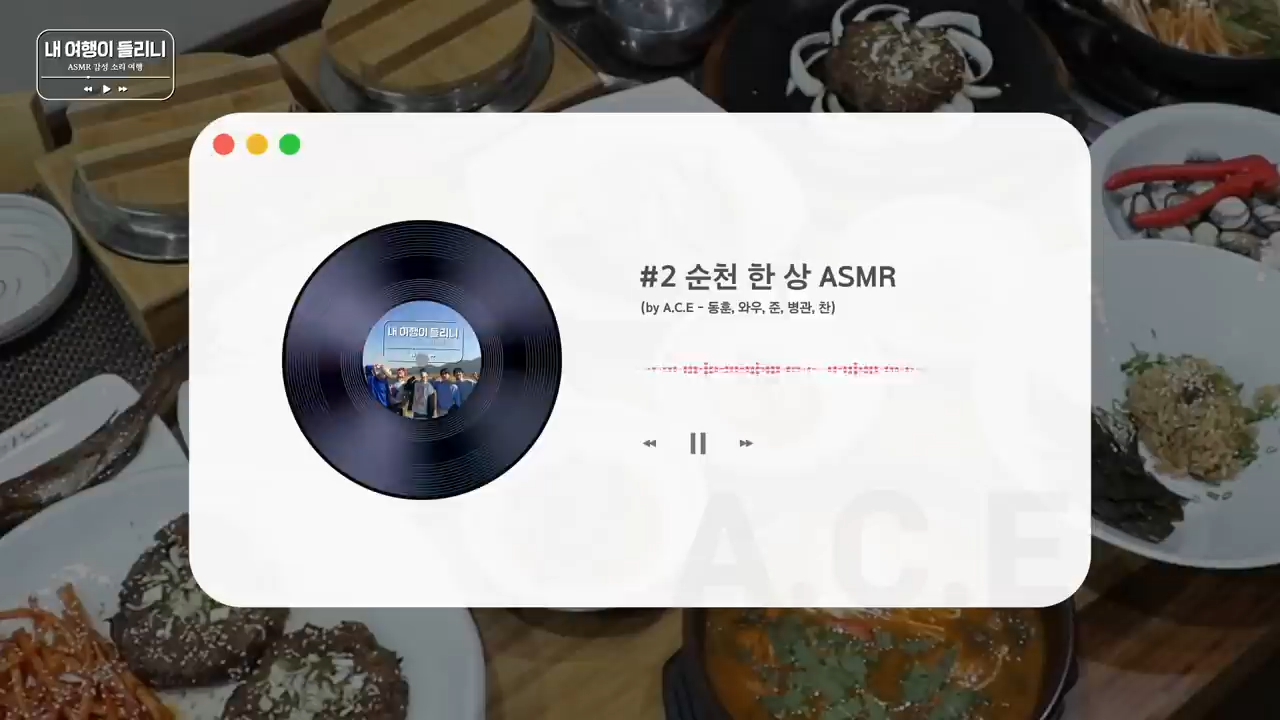 내 여행이 들리니
ASMR 감성 소리 여행
#2 순천 한 상 ASMR
(by A.C.E - 동훈, 와우, 준, 병관, 찬)
내 여행이 들리니
A.C.E